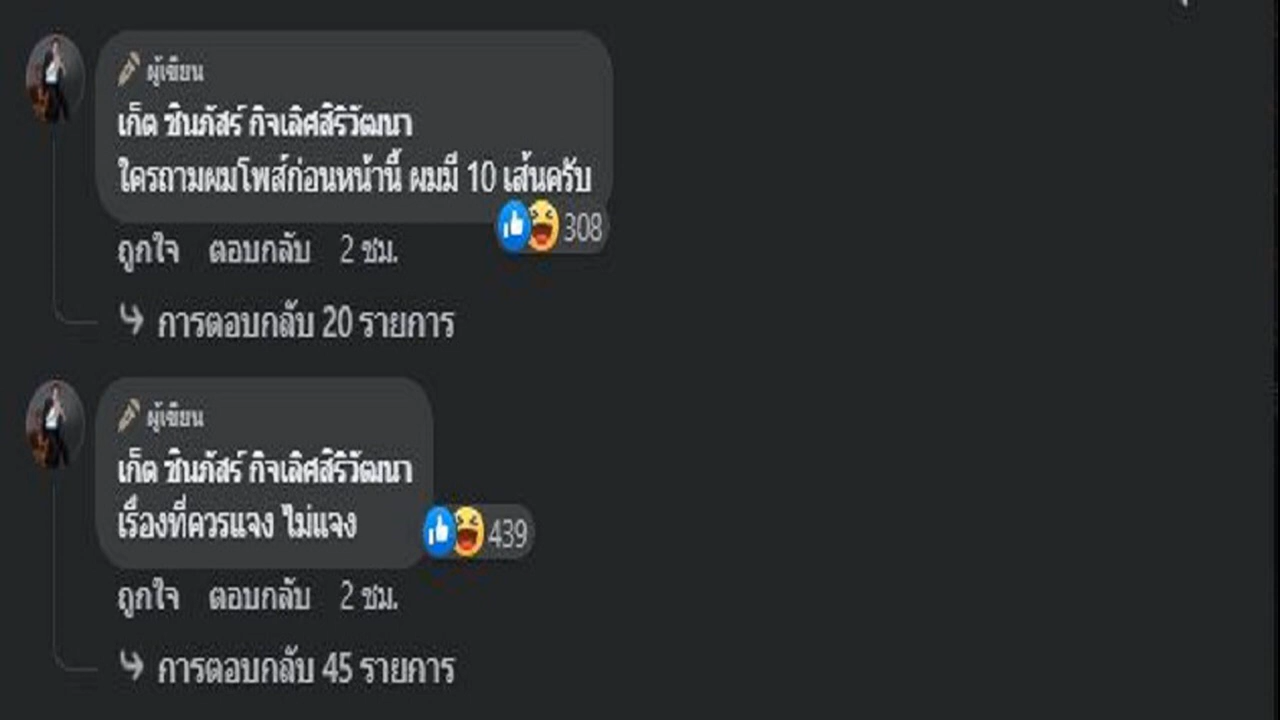 ผู้เขียน
เก็ต ชินภัสร์ กิจเลิศสิริวัฒนา
ใครถามผมโพส์ก่อนหน้านี้ ผมมี 10 เส้นครับ
308
ถูกใจ ตอบกลับ 2 ชม.
การตอบกลับ 20 รายการ
ผู้เขียน
เก็ต ชินภัสร์ กิจเลิศสิริวัฒนา
เรื่องที่ควรแจง ไม่แจง
439
ถูกใจ ตอบกลับ 2 ชม.
การตอบกลับ 45 รายการ